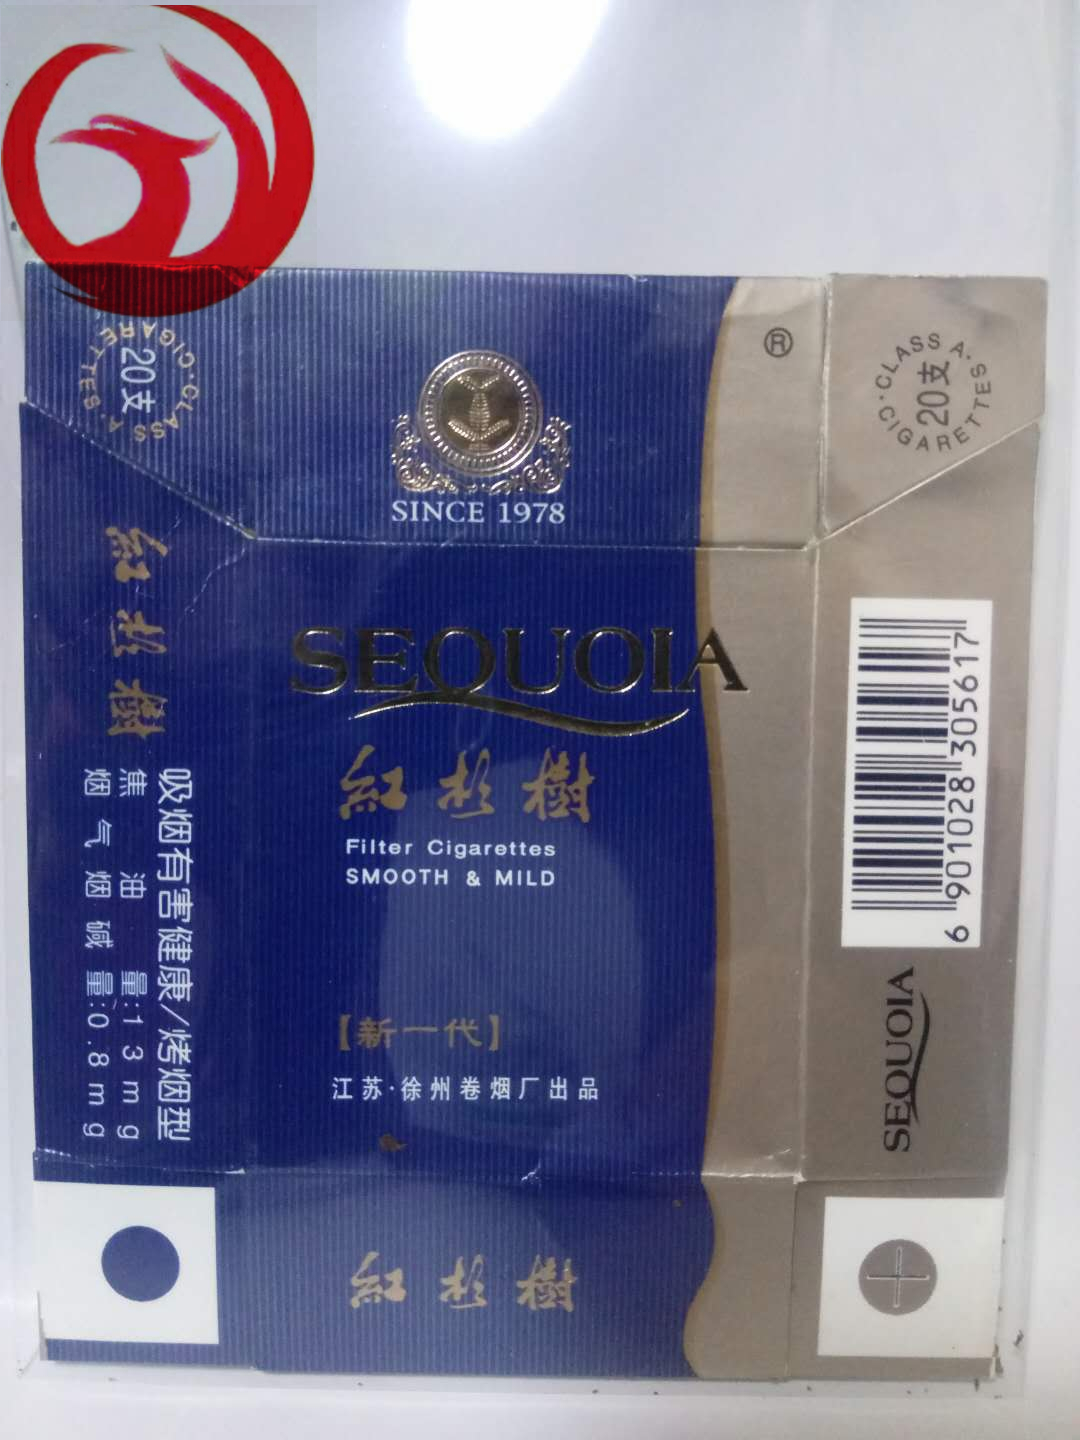 CLASS A
CIGARETTES
20支
®
CLASS A
CIGARETTES
20支
SINCE 1978
SEQUOIA
紅杉樹
Filter Cigarettes
SMOOTH & MILD
【新一代】
江苏·徐州卷烟厂出品
紅杉樹
紅杉樹
吸烟有害健康/烤烟型
焦油量:13mg
烟气烟碱量:0.8mg
6 901028 305617
SEQUOIA